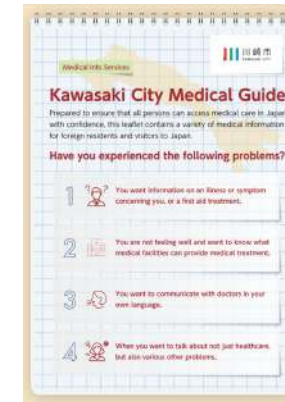 川崎市
KAWASAKI CITY
Medical Info Services
Kawasaki City Medical Guide
Prepared to ensure that all persons can access medical care in Japan
with confidence, this leaflet contains a variety of medical information
for foreign residents and visitors to Japan.
Have you experienced the following problems?
1
You want information on an illness or symptom
concerning you, or a first aid treatment.
2
You are not feeling well and want to know what
medical facilities can provide medical treatment.
3
You want to communicate with doctors in your
own language.
4
When you want to talk about not just healthcare,
but also various other problems.